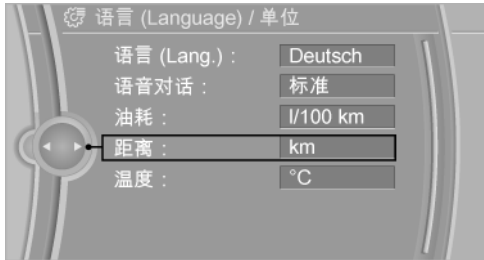 语言 (Language) / 单位
语言 (Lang.) : Deutsch
语音对话 : 标准
油耗 : l/100 km
距离 : km
温度 : °C